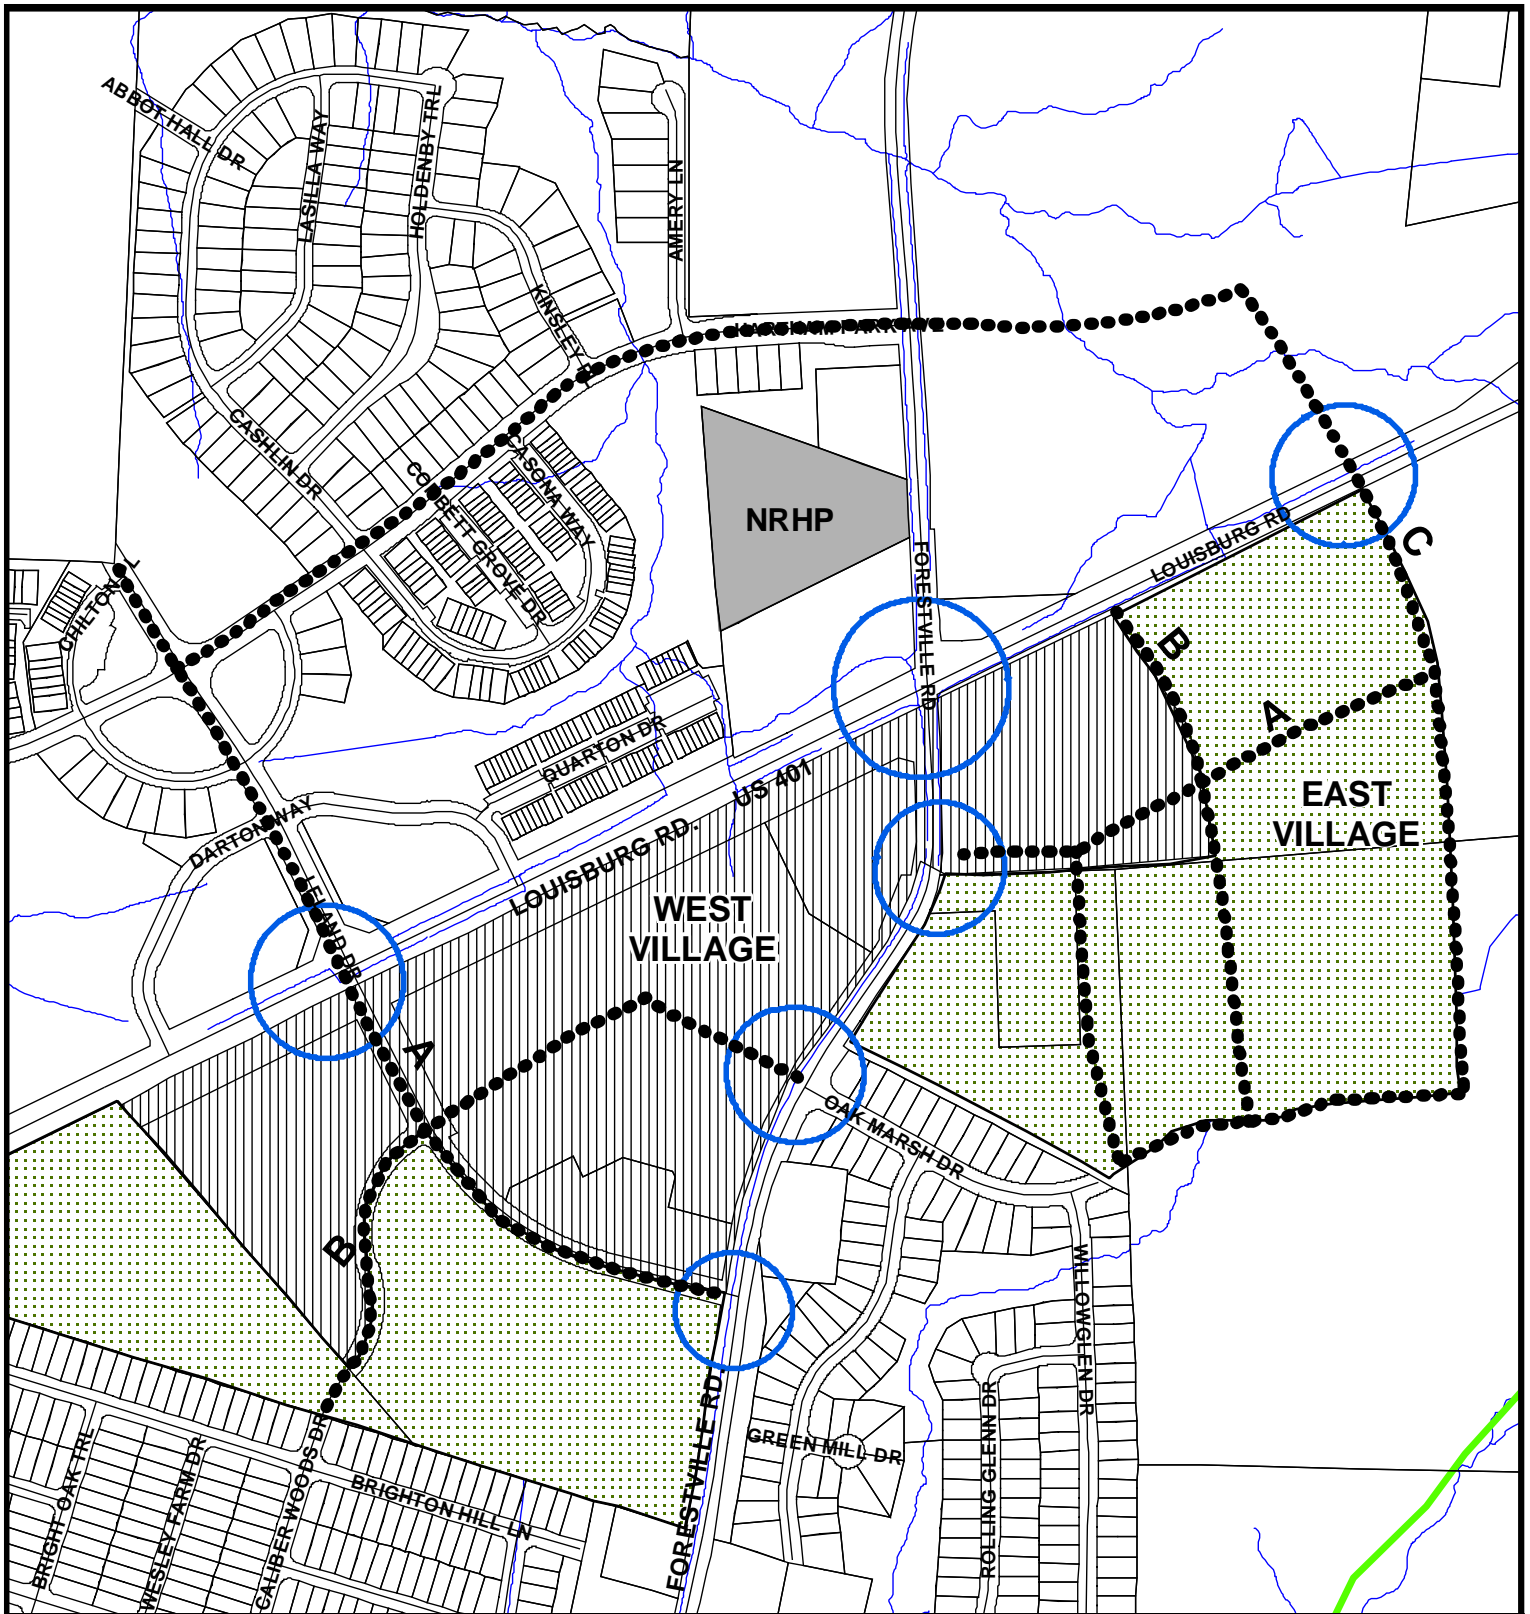 ABBOT HALL DR
LASILLA WAY
HOLDENBY TRL
AMERY LN
KINSLEY PL
CASHLIN DR
CORBETT GROVE DR
CASONA WAY
NRHP
FORESTVILLE RD
LOUISBURG RD
C
B
A
EAST
VILLAGE
QUARTON DR
US 401
LOUISBURG RD.
DARTON WAY
LELAND DR
WEST
VILLAGE
A
B
OAK MARSH DR
WILLOWGLEN DR
ROLLING GLENN DR
GREEN MILL DR
FORESTVILLE RD.
BRIGHTON HILL LN
CALIBER WOODS DR
WESLEY FARM DR
BRIGHT OAK TRL